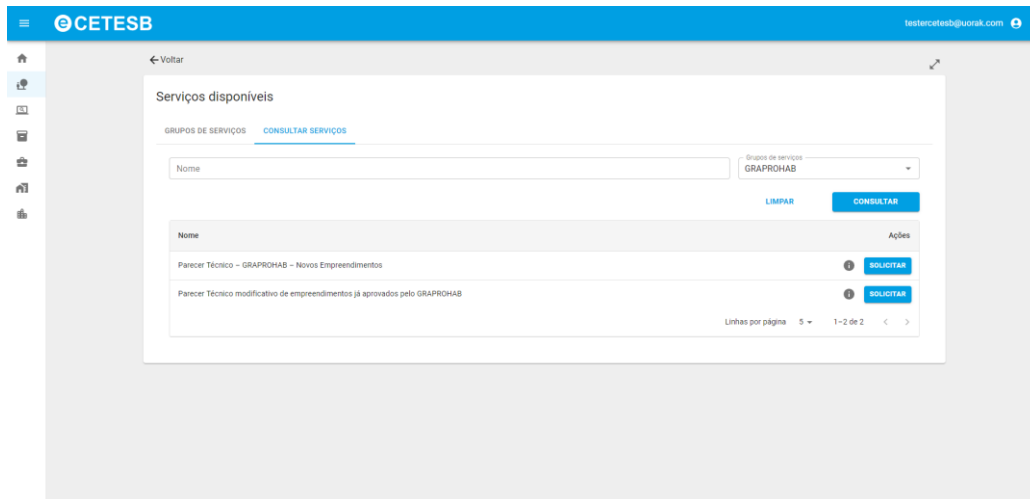 eCETESB
testercetesb@uorak.com
Voltar
Serviços disponíveis
GRUPOS DE SERVIÇOS CONSULTAR SERVIÇOS
Nome
Grupos de serviços
GRAPROHAB
LIMPAR CONSULTAR
Nome Ações
Parecer Técnico – GRAPROHAB – Novos Empreendimentos SOLICITAR
Parecer Técnico modificativo de empreendimentos já aprovados pelo GRAPROHAB SOLICITAR
Linhas por página 5 1–2 de 2